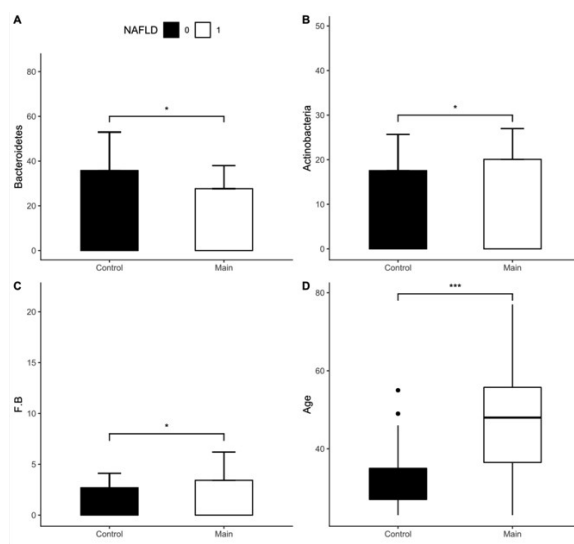 A
NAFLD 0 1
Bacteroidetes
80
60
40
20
0
*
Control Main
B
Actinobacteria
50
40
30
20
10
0
*
Control Main
C
F.B
20
15
10
5
0
*
Control Main
D
Age
80
60
40
***
Control Main